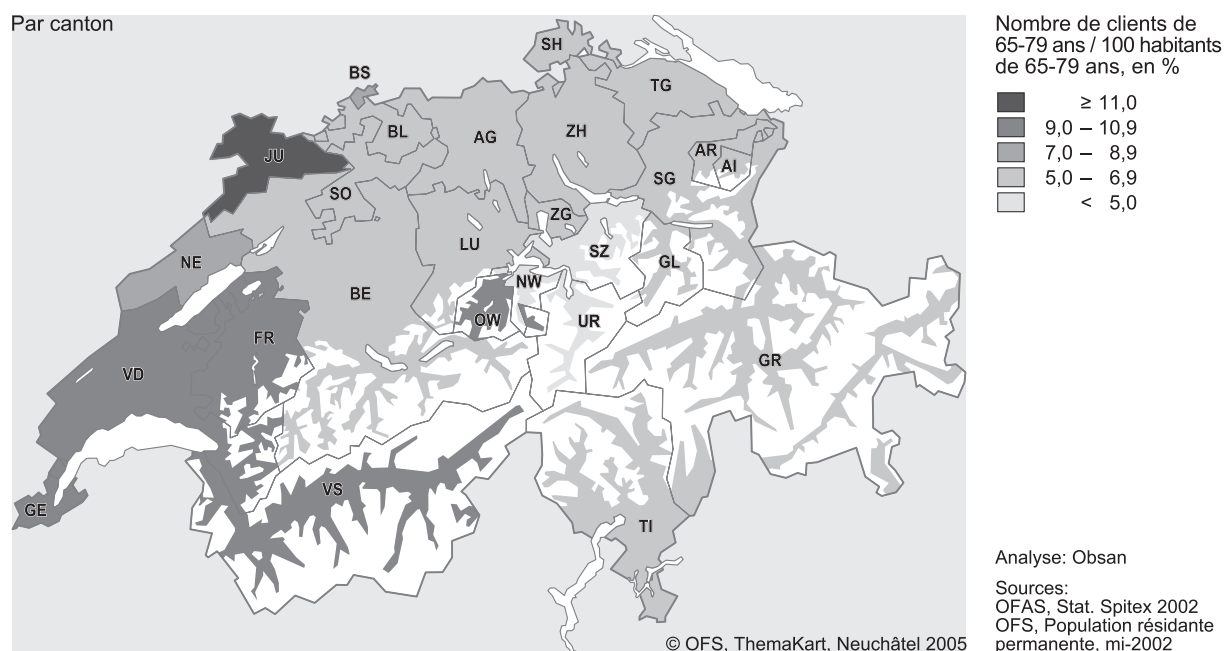 Par canton
Nombre de clients de
65-79 ans / 100 habitants
de 65-79 ans, en %
≥ 11,0
9,0 – 10,9
7,0 – 8,9
5,0 – 6,9
< 5,0
SH
BS
TG
BL
AG
ZH
JU
AR
AI
SO
SG
ZG
LU
SZ
NE
GL
NW
BE
OW
UR
FR
VD
GR
VS
GE
TI
Analyse: Obsan
Sources:
OFAS, Stat. Spitex 2002
OFS, Population résidante
permanente, mi-2002
© OFS, ThemaKart, Neuchâtel 2005